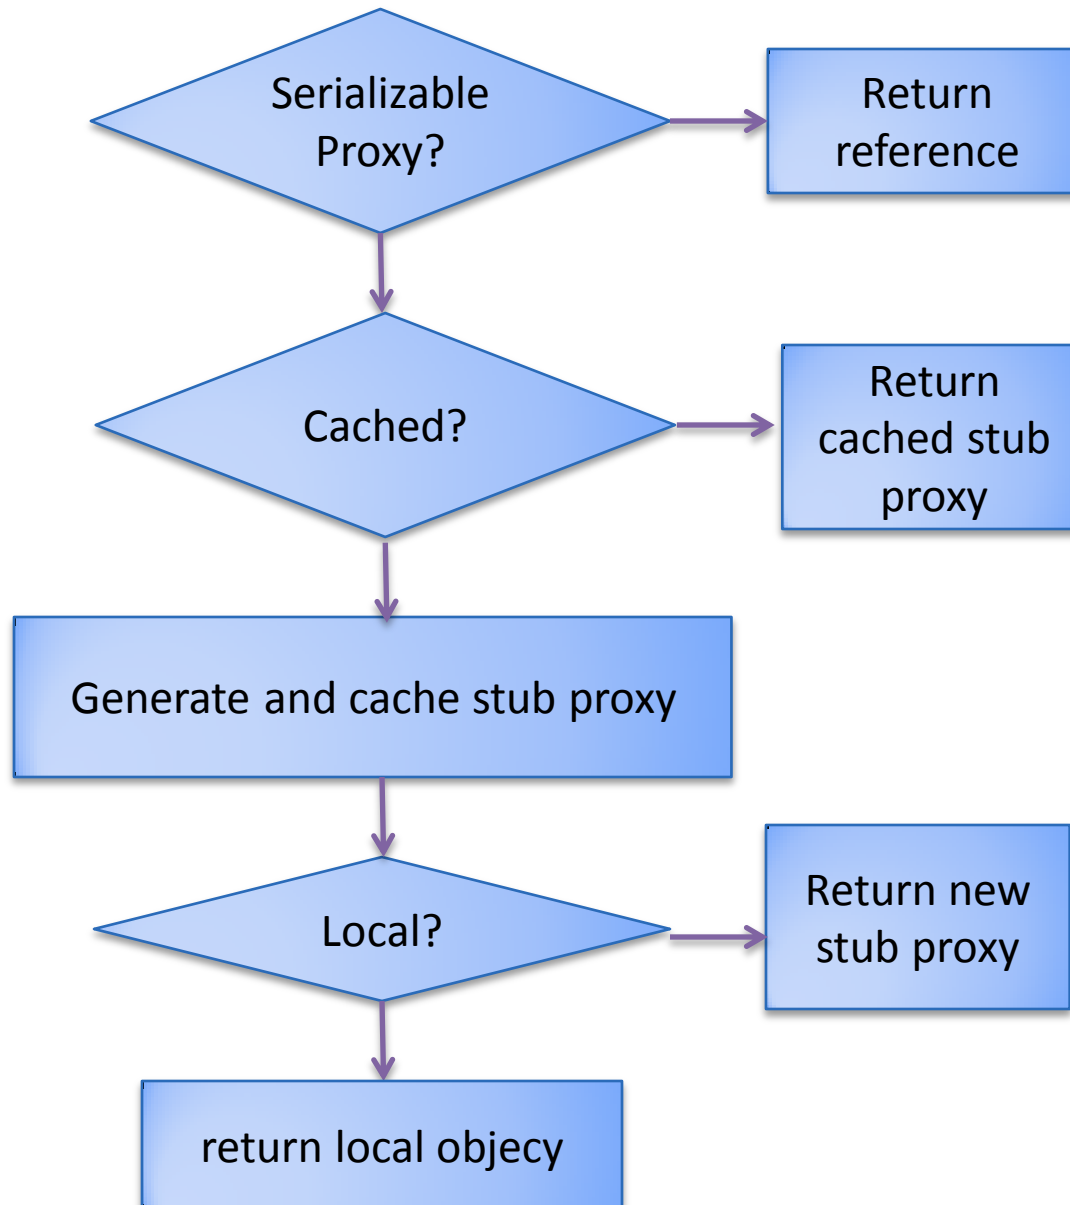 Serializable
Proxy?
Return
reference
Cached?
Return
cached stub
proxy
Generate and cache stub proxy
Local?
Return new
stub proxy
return local objecy